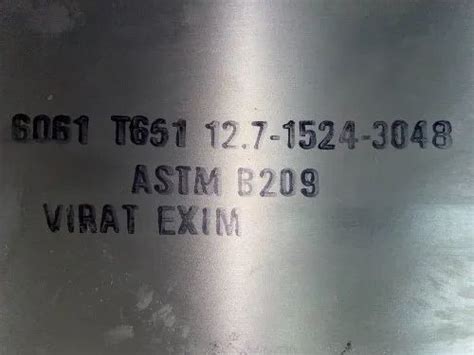 6061 T651 12.7-1524-3048
ASTM B209
VIRAT EXIM